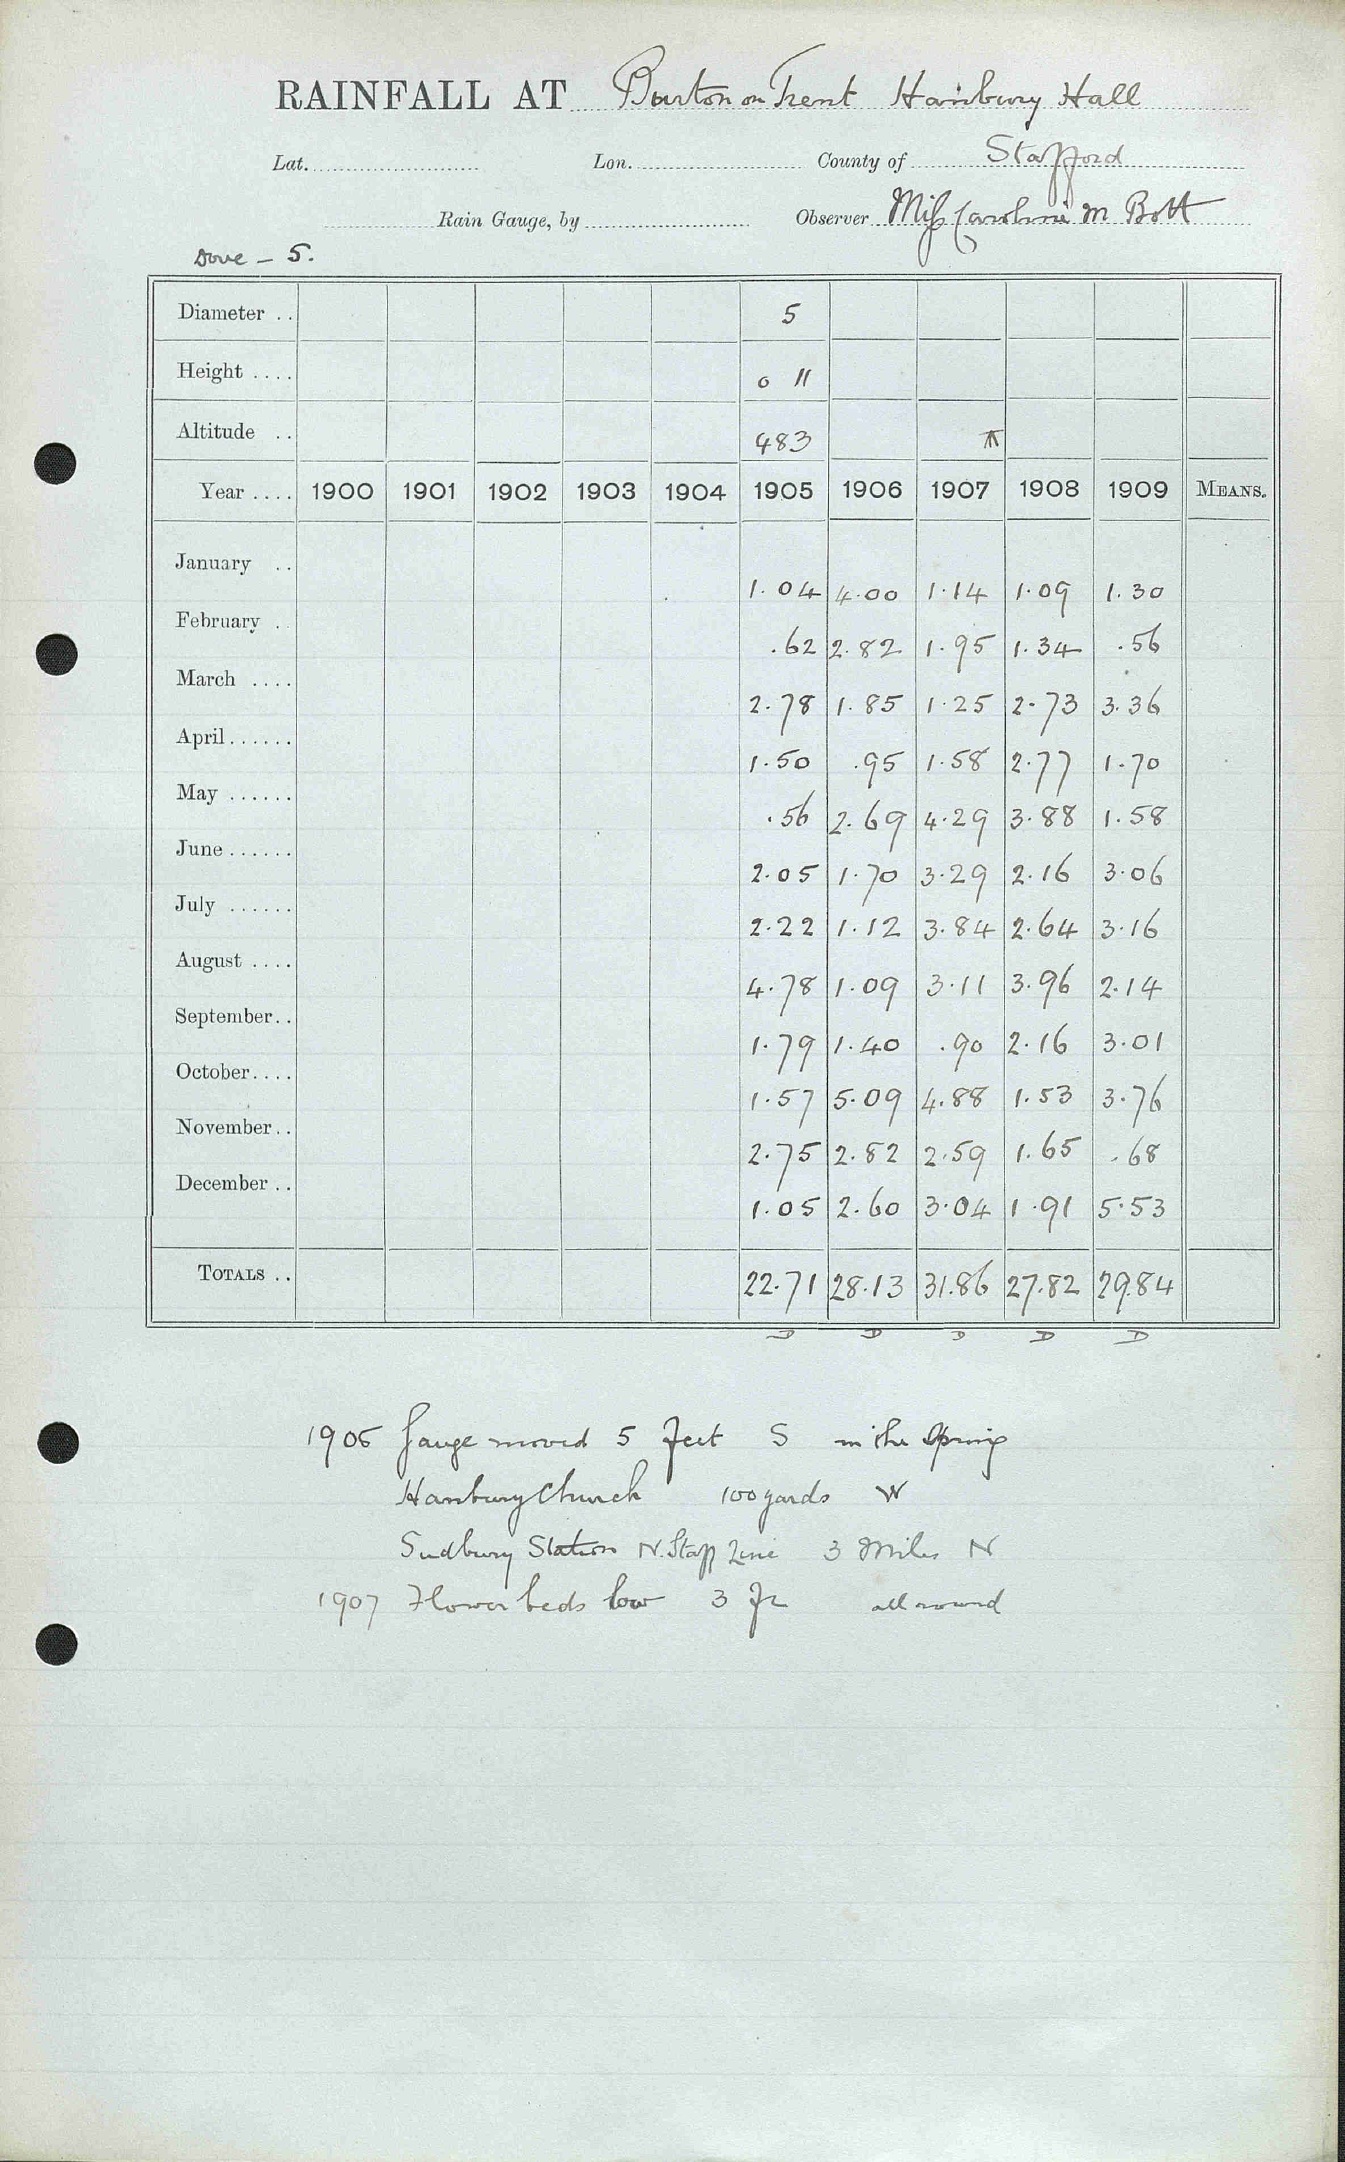 RAINFALL AT Burton on Trent Hanbury Hall
Lat. Lon. County of Stafford
Rain Gauge, by Observer Miss Caroline M Bott
Dove - 5.
Diameter .. 5
Height .... 0 11
Altitude .. 483
Year .... 1900 1901 1902 1903 1904 1905 1906 1907 1908 1909 MEANS.
January .. 1.04 4.00 1.14 1.09 1.30
February . .62 2.82 1.95 1.34 .56
March .... 2.78 1.85 1.25 2.73 3.36
April ...... 1.50 .95 1.58 2.77 1.70
May ...... .56 2.69 4.29 3.88 1.58
June ...... 2.05 1.70 3.29 2.16 3.06
July ...... 2.22 1.12 3.84 2.64 3.16
August .... 4.78 1.09 3.11 3.96 2.14
September.. 1.79 1.40 .90 2.16 3.01
October.... 1.57 5.09 4.88 1.53 3.76
November.. 2.75 2.82 2.59 1.65 .68
December .. 1.05 2.60 3.04 1.91 5.53
TOTALS .. 22.71 28.13 31.86 27.82 29.84
D D D D D
1906 Gauge moved 5 feet S in the Spring
Hanbury Church 100 yards W
Sudbury Station N. Staff Line 3 Miles N
1907 Flower beds low 3 ft all round